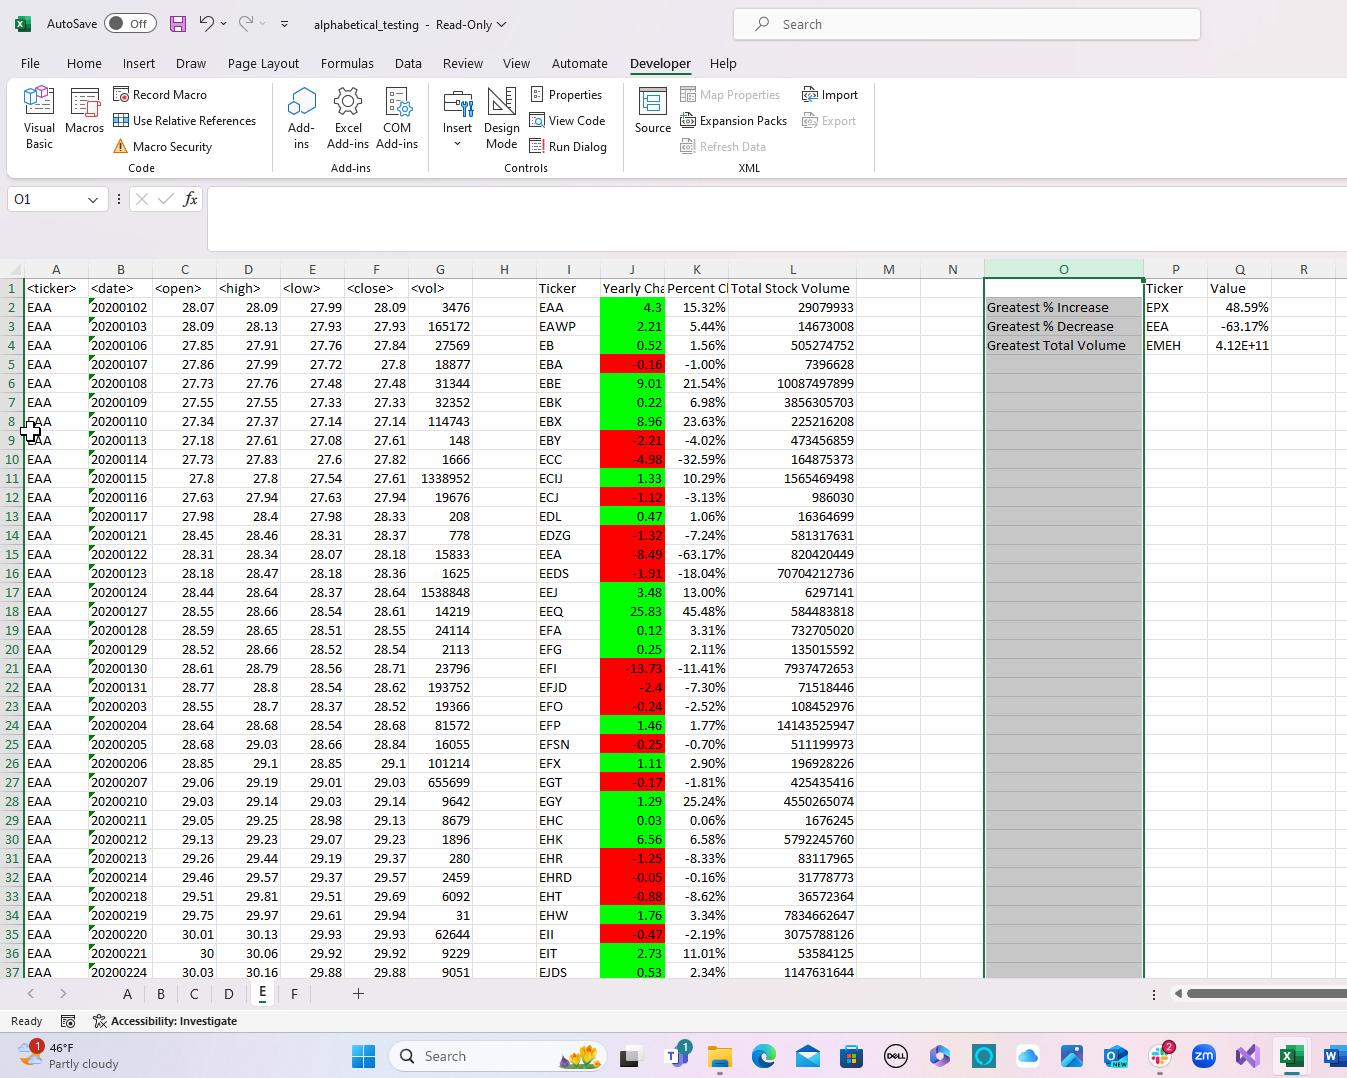 AutoSave Off alphabetical_testing - Read-Only Search
File Home Insert Draw Page Layout Formulas Data Review View Automate Developer Help
Visual Basic
Macros
Record Macro
Use Relative References
Macro Security
Code
Add-ins
Excel Add-ins
COM Add-ins
Add-ins
Insert
Design Mode
Properties
View Code
Run Dialog
Controls
Source
Map Properties
Expansion Packs
Refresh Data
Import
Export
XML
O1 fx
A B C D E F G H I J K L M N O P Q R
1 <ticker> <date> <open> <high> <low> <close> <vol> Ticker Yearly Cha Percent Cl Total Stock Volume Ticker Value
2 EAA 20200102 28.07 28.09 27.99 28.09 3476 EAA 4.3 15.32% 29079933 Greatest % Increase EPX 48.59%
3 EAA 20200103 28.09 28.13 27.93 27.93 165172 EAWP 2.21 5.44% 14673008 Greatest % Decrease EEA -63.17%
4 EAA 20200106 27.85 27.91 27.76 27.84 27569 EB 0.52 1.56% 505274752 Greatest Total Volume EMEH 4.12E+11
5 EAA 20200107 27.86 27.99 27.72 27.8 18877 EBA -0.16 -1.00% 7396628
6 EAA 20200108 27.73 27.76 27.48 27.48 31344 EBE 9.01 21.54% 10087497899
7 EAA 20200109 27.55 27.55 27.33 27.33 32352 EBK 0.22 6.98% 3856305703
8 EAA 20200110 27.34 27.37 27.14 27.14 114743 EBX 8.96 23.63% 225216208
9 EAA 20200113 27.18 27.61 27.08 27.61 148 EBY -2.21 -4.02% 473456859
10 EAA 20200114 27.73 27.83 27.6 27.82 1666 ECC -4.98 -32.59% 164875373
11 EAA 20200115 27.8 27.8 27.54 27.61 1338952 ECIJ 1.33 10.29% 1565469498
12 EAA 20200116 27.63 27.94 27.63 27.94 19676 ECJ -1.12 -3.13% 986030
13 EAA 20200117 27.98 28.4 27.98 28.33 208 EDL 0.47 1.06% 16364699
14 EAA 20200121 28.45 28.46 28.31 28.37 778 EDZG -1.32 -7.24% 581317631
15 EAA 20200122 28.31 28.34 28.07 28.18 15833 EEA -8.49 -63.17% 820420449
16 EAA 20200123 28.18 28.47 28.18 28.36 1625 EEDS -1.91 -18.04% 70704212736
17 EAA 20200124 28.44 28.64 28.37 28.64 1538848 EEJ 3.48 13.00% 6297141
18 EAA 20200127 28.55 28.66 28.54 28.61 14219 EEQ 25.83 45.48% 584483818
19 EAA 20200128 28.59 28.65 28.51 28.55 24114 EFA 0.12 3.31% 732705020
20 EAA 20200129 28.52 28.66 28.52 28.54 2113 EFG 0.25 2.11% 135015592
21 EAA 20200130 28.61 28.79 28.56 28.71 23796 EFI -13.73 -11.41% 7937472653
22 EAA 20200131 28.77 28.8 28.54 28.62 193752 EFJD -2.4 -7.30% 71518446
23 EAA 20200203 28.55 28.7 28.37 28.52 19366 EFO -0.24 -2.52% 108452976
24 EAA 20200204 28.64 28.68 28.54 28.68 81572 EFP 1.46 1.77% 14143525947
25 EAA 20200205 28.68 29.03 28.66 28.84 16055 EFSN -0.25 -0.70% 511199973
26 EAA 20200206 28.85 29.1 28.85 29.1 101214 EFX 1.11 2.90% 196928226
27 EAA 20200207 29.06 29.19 29.01 29.03 655699 EGT -0.17 -1.81% 425435416
28 EAA 20200210 29.03 29.14 29.03 29.14 9642 EGY 1.29 25.24% 4550265074
29 EAA 20200211 29.05 29.25 28.98 29.13 8679 EHC 0.03 0.06% 1676245
30 EAA 20200212 29.13 29.23 29.07 29.23 1896 EHK 6.56 6.58% 5792245760
31 EAA 20200213 29.26 29.44 29.19 29.37 280 EHR -1.25 -8.33% 83117965
32 EAA 20200214 29.46 29.57 29.37 29.57 2459 EHRD -0.05 -0.16% 31778773
33 EAA 20200218 29.51 29.81 29.51 29.69 6092 EHT -0.88 -8.62% 36572364
34 EAA 20200219 29.75 29.97 29.61 29.94 31 EHW 1.76 3.34% 7834662647
35 EAA 20200220 30.01 30.13 29.93 29.93 62644 EII -0.47 -2.19% 3075788126
36 EAA 20200221 30 30.06 29.92 29.92 9229 EIT 2.73 11.01% 53584125
37 EAA 20200224 30.03 30.16 29.88 29.88 9051 EJDS 0.53 2.34% 1147631644
A B C D E F
Ready Accessibility: Investigate
1 46°F
Partly cloudy
Search
1
DELL
NEW
2
zm